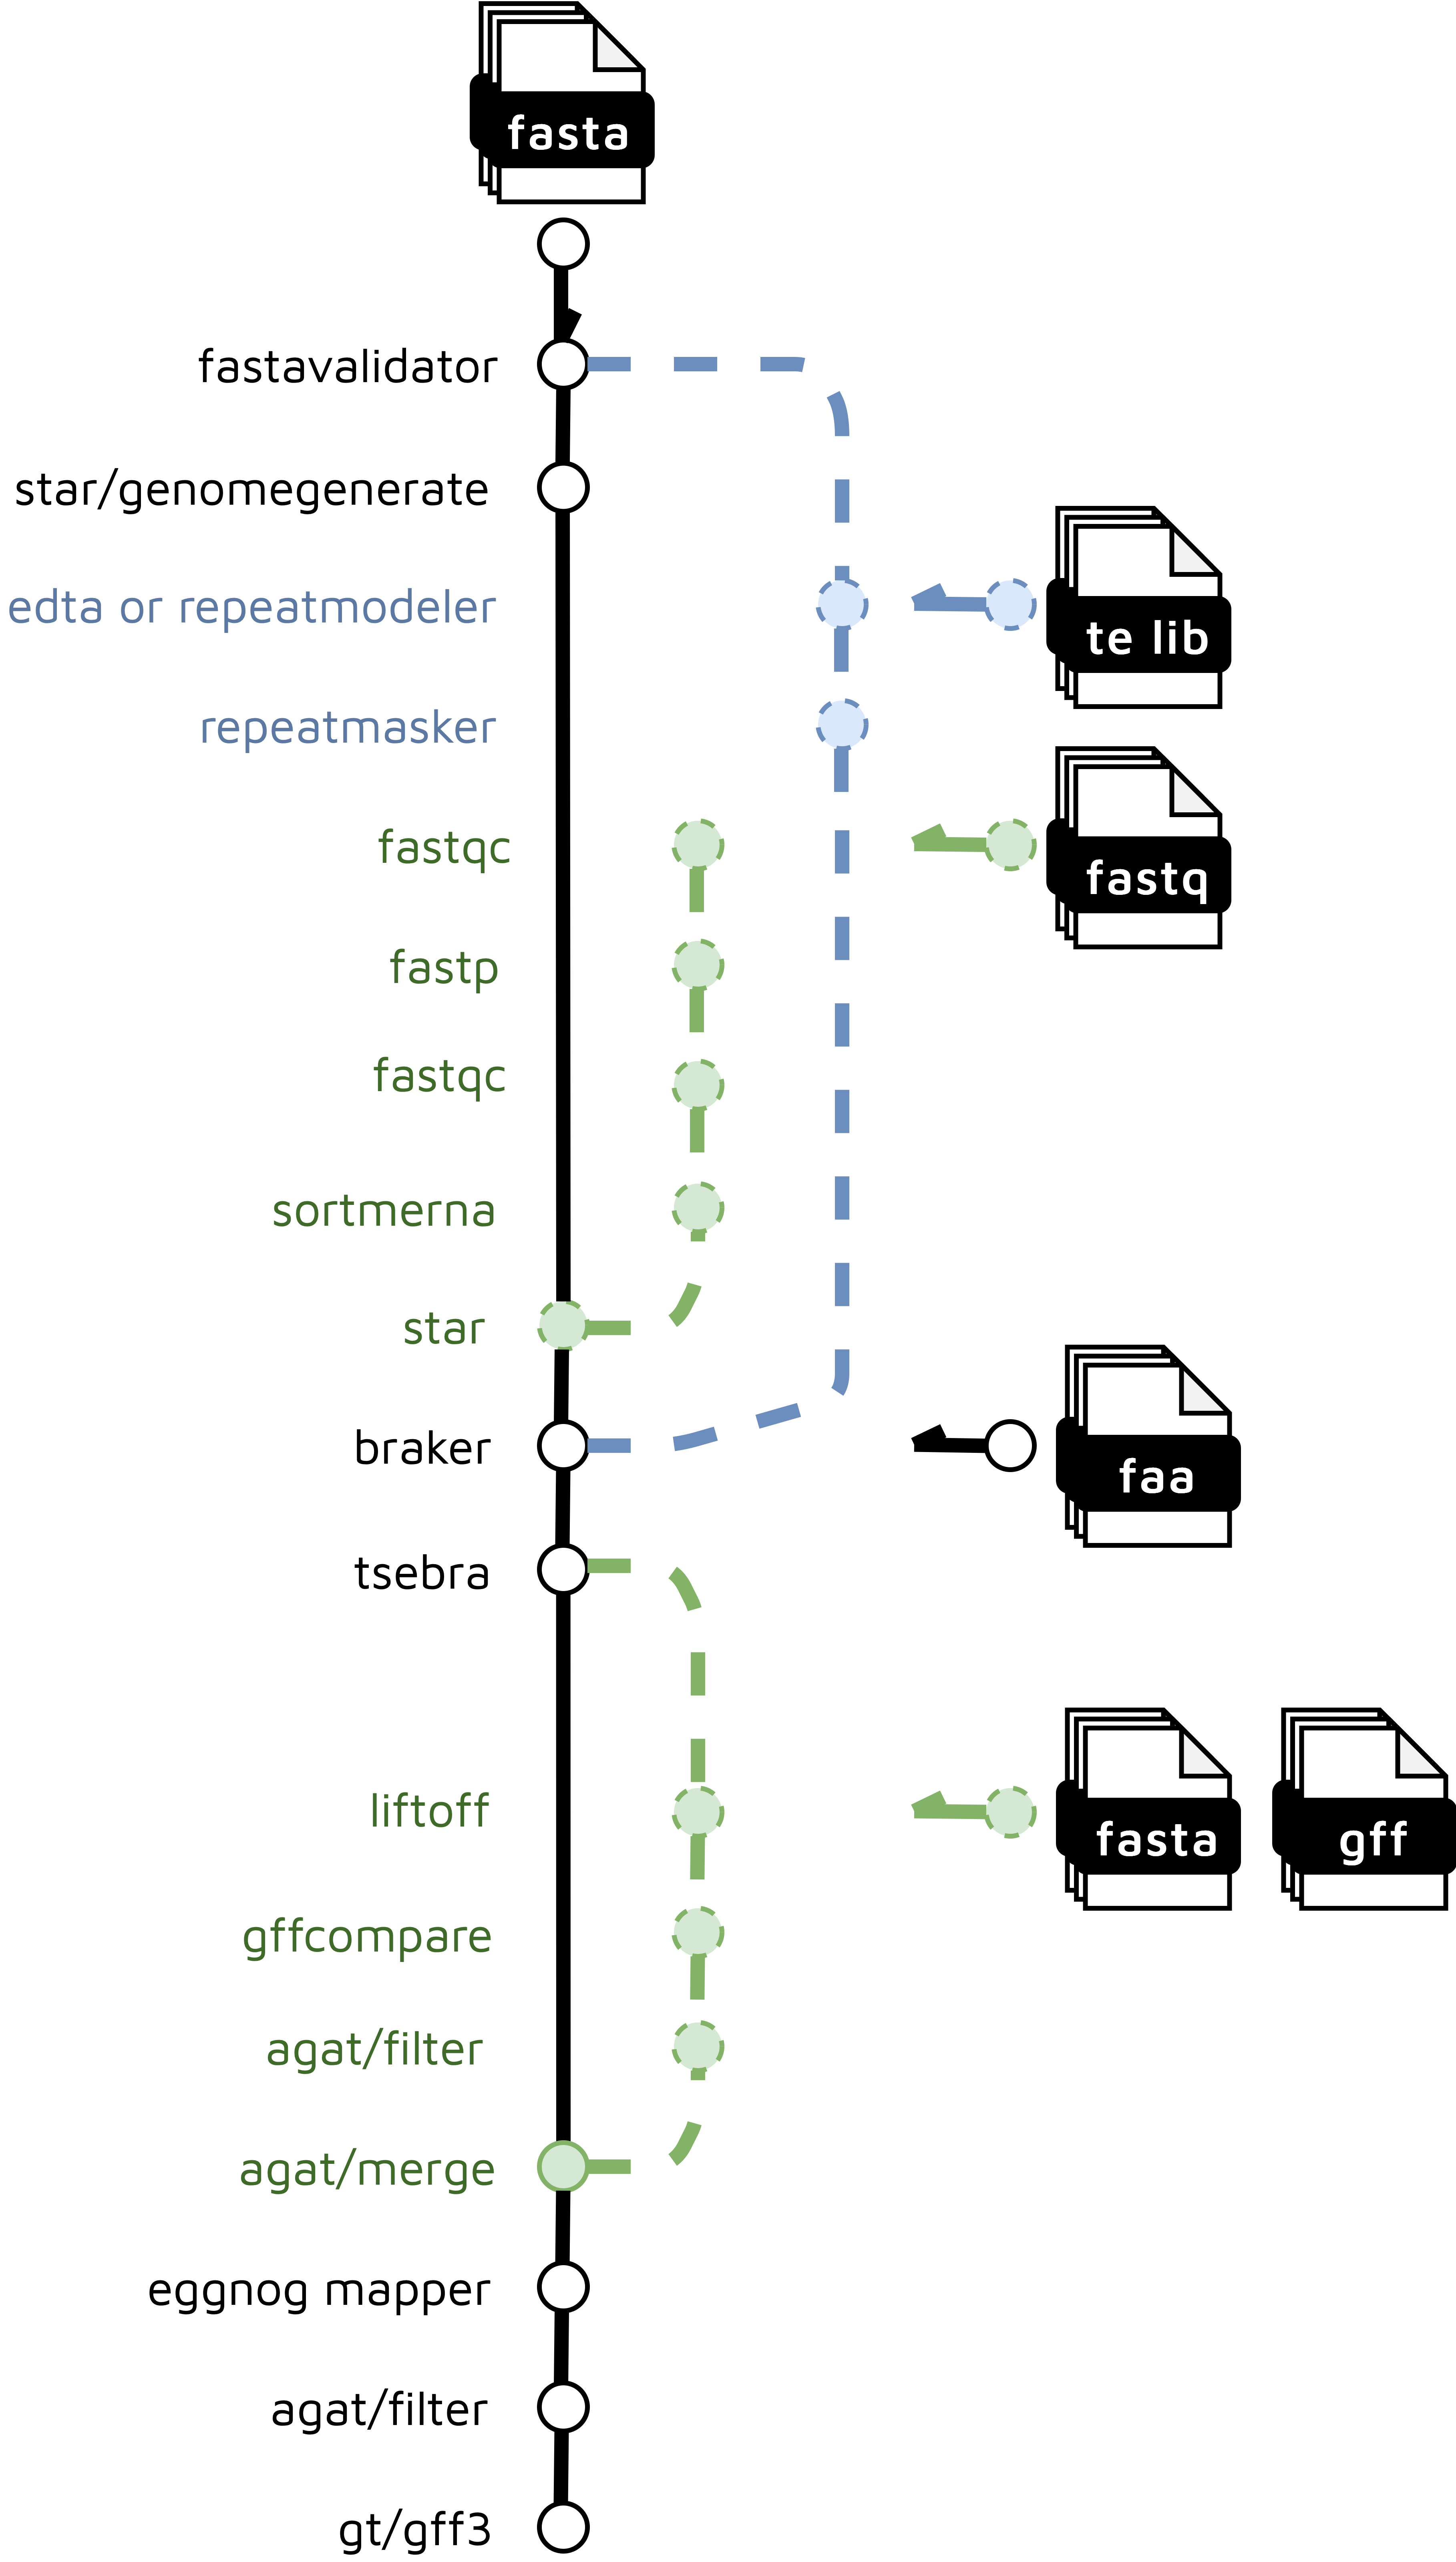 fasta
fastavalidator
star/genomegenerate
edta or repeatmodeler
te lib
repeatmasker
fastqc
fastq
fastp
fastqc
sortmerna
star
braker
faa
tsebra
liftoff
fasta
gff
gffcompare
agat/filter
agat/merge
eggnog mapper
agat/filter
gt/gff3